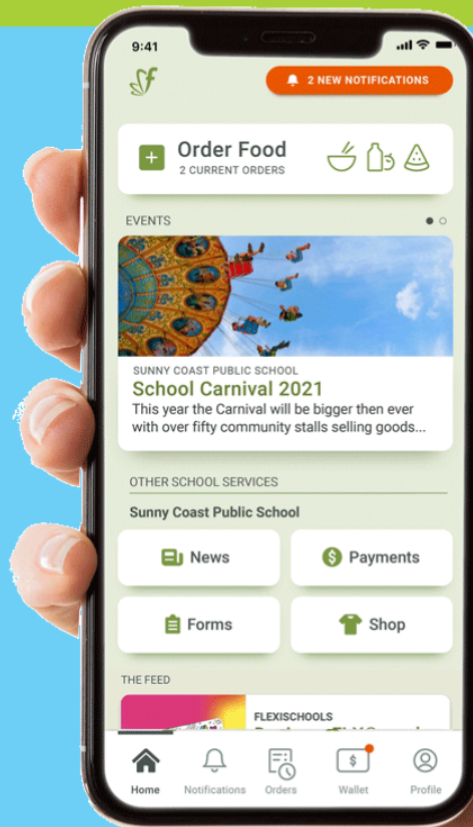 9:41
2 NEW NOTIFICATIONS
Order Food
2 CURRENT ORDERS
EVENTS
SUNNY COAST PUBLIC SCHOOL
School Carnival 2021
This year the Carnival will be bigger then ever
with over fifty community stalls selling goods...
OTHER SCHOOL SERVICES
Sunny Coast Public School
News
Payments
Forms
Shop
THE FEED
FLEXISCHOOLS
Home
Notifications
Orders
Wallet
Profile